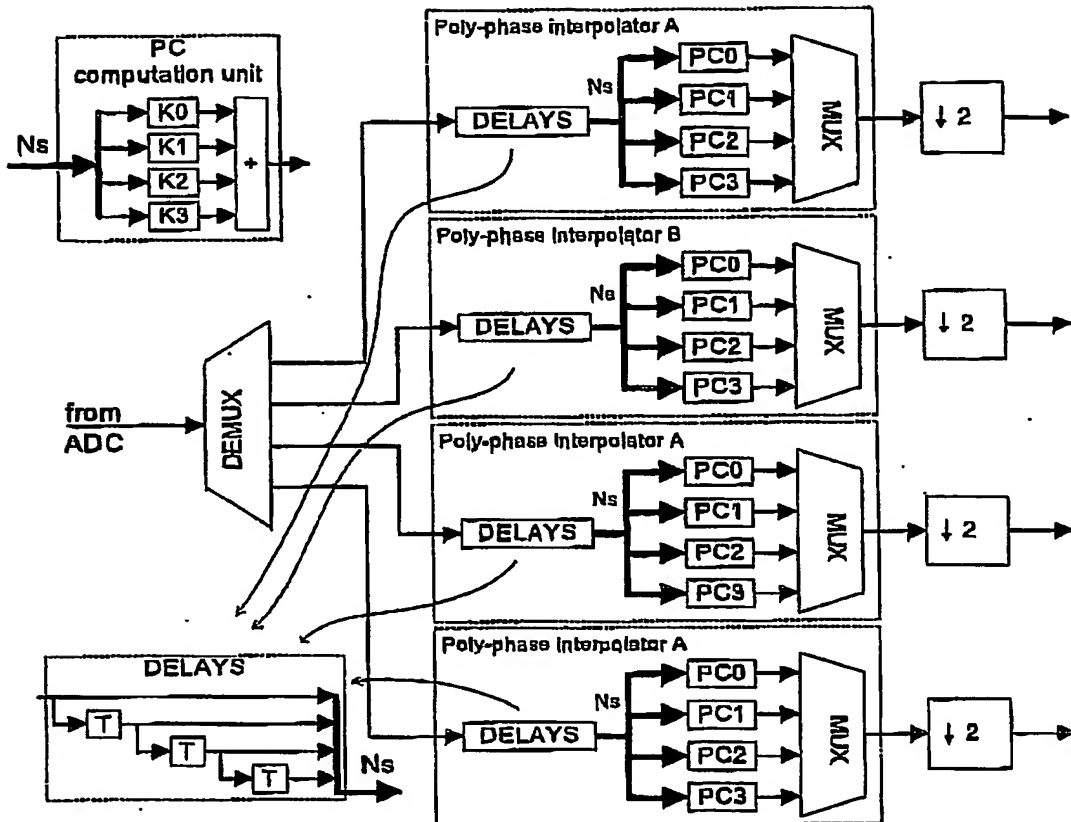 PC
computation unit
Ns
K0
K1
K2
K3
+
from
ADC
DEMUX
Poly-phase interpolator A
DELAYS
Ns
PC0
PC1
PC2
PC3
MUX
↓ 2
Poly-phase Interpolator B
DELAYS
Ns
PC0
PC1
PC2
PC3
MUX
↓ 2
Poly-phase Interpolator A
DELAYS
Ns
PC0
PC1
PC2
PC3
MUX
↓ 2
Poly-phase Interpolator A
DELAYS
Ns
PC0
PC1
PC2
PC3
MUX
↓ 2
DELAYS
T
T
T
Ns